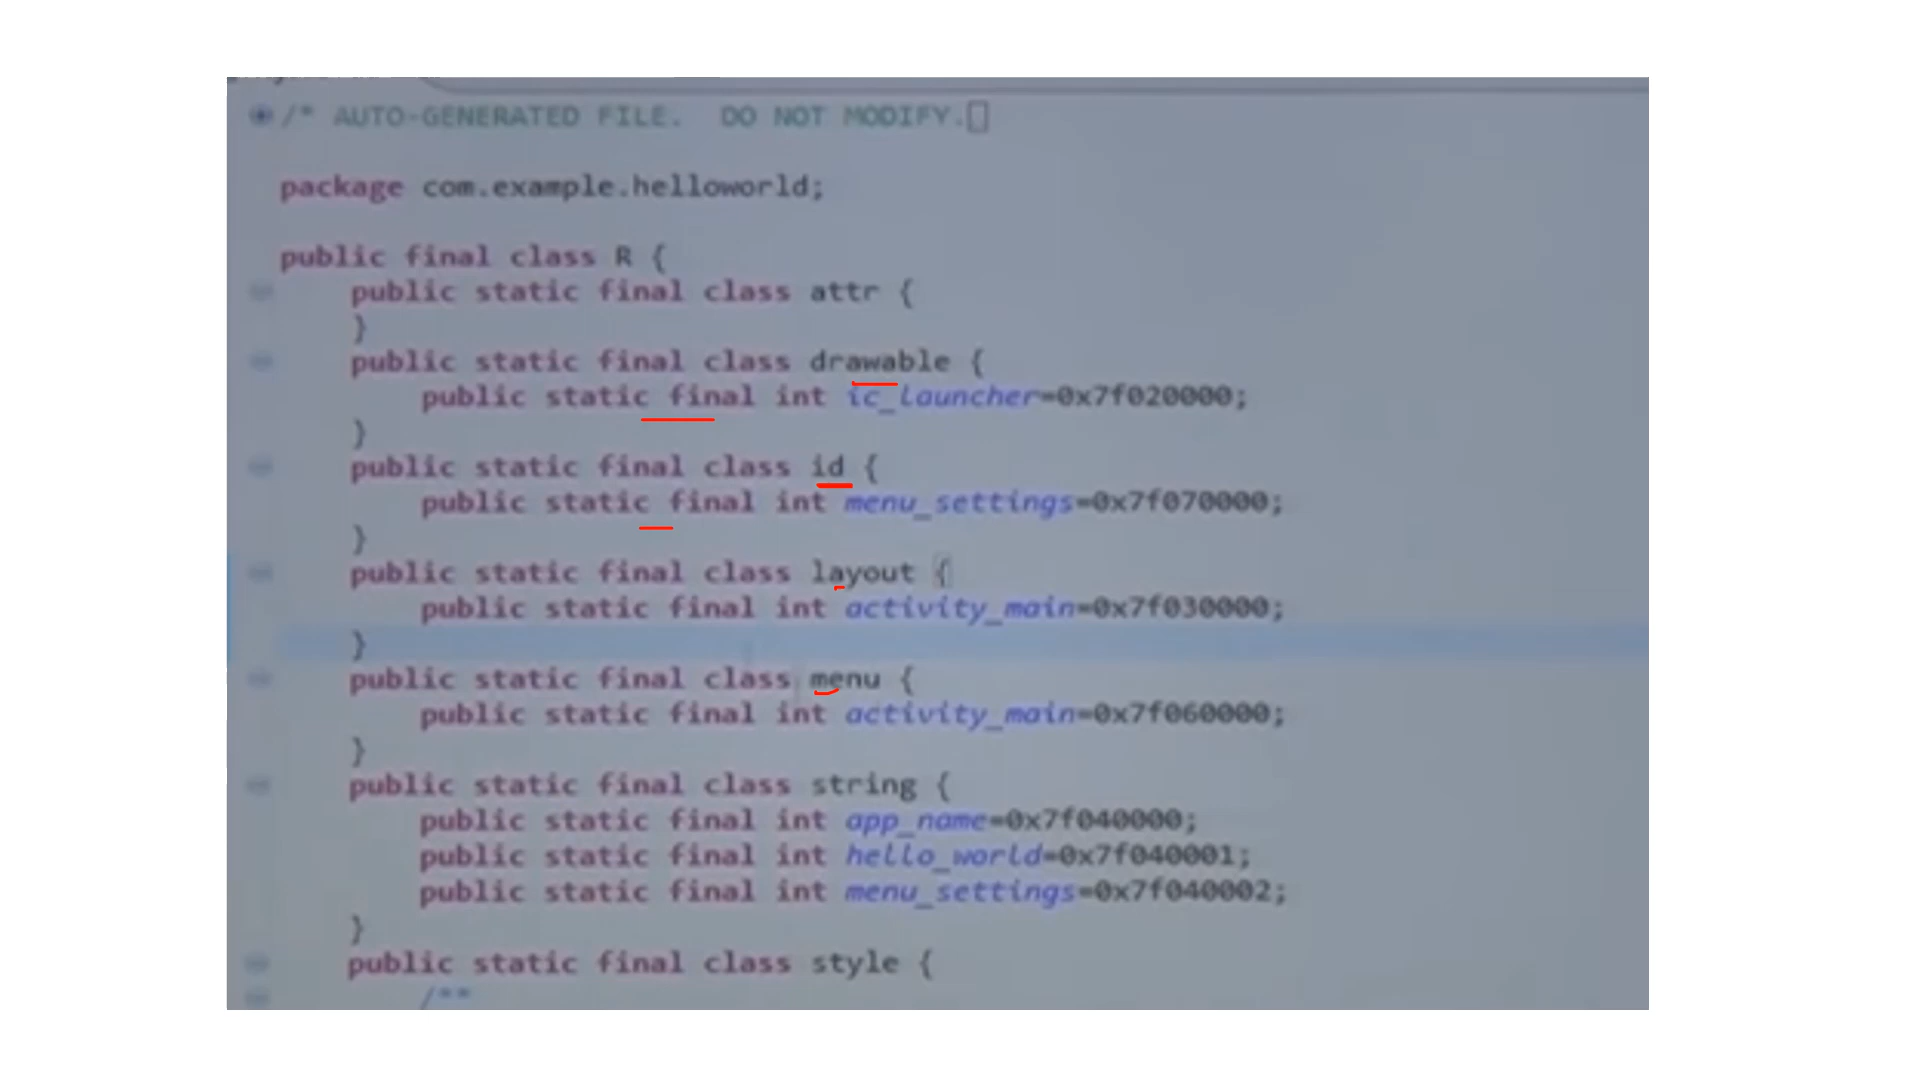 /* AUTO-GENERATED FILE.  DO NOT MODIFY.
package com.example.helloworld;
public final class R {
public static final class attr {
}
public static final class drawable {
public static final int ic_launcher=0x7f020000;
}
public static final class id {
public static final int menu_settings=0x7f070000;
}
public static final class layout {
public static final int activity_main=0x7f030000;
}
public static final class menu {
public static final int activity_main=0x7f060000;
}
public static final class string {
public static final int app_name=0x7f040000;
public static final int hello_world=0x7f040001;
public static final int menu_settings=0x7f040002;
}
public static final class style {
/**